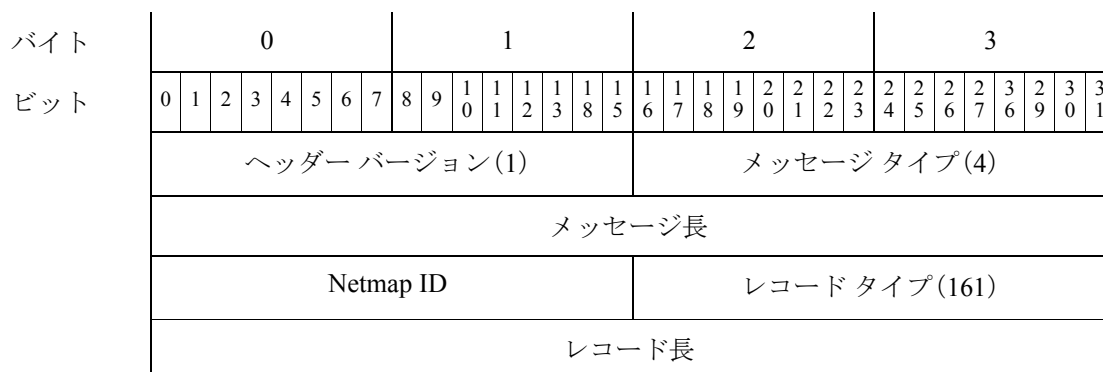 バイト 0 1 2 3
ビット 0 1 2 3 4 5 6 7 8 9 10 11 12 13 18 15 16 17 18 19 20 21 22 23 24 25 26 27 36 29 30 31
ヘッダー バージョン(1) メッセージ タイプ(4)
メッセージ長
Netmap ID レコード タイプ(161)
レコード長